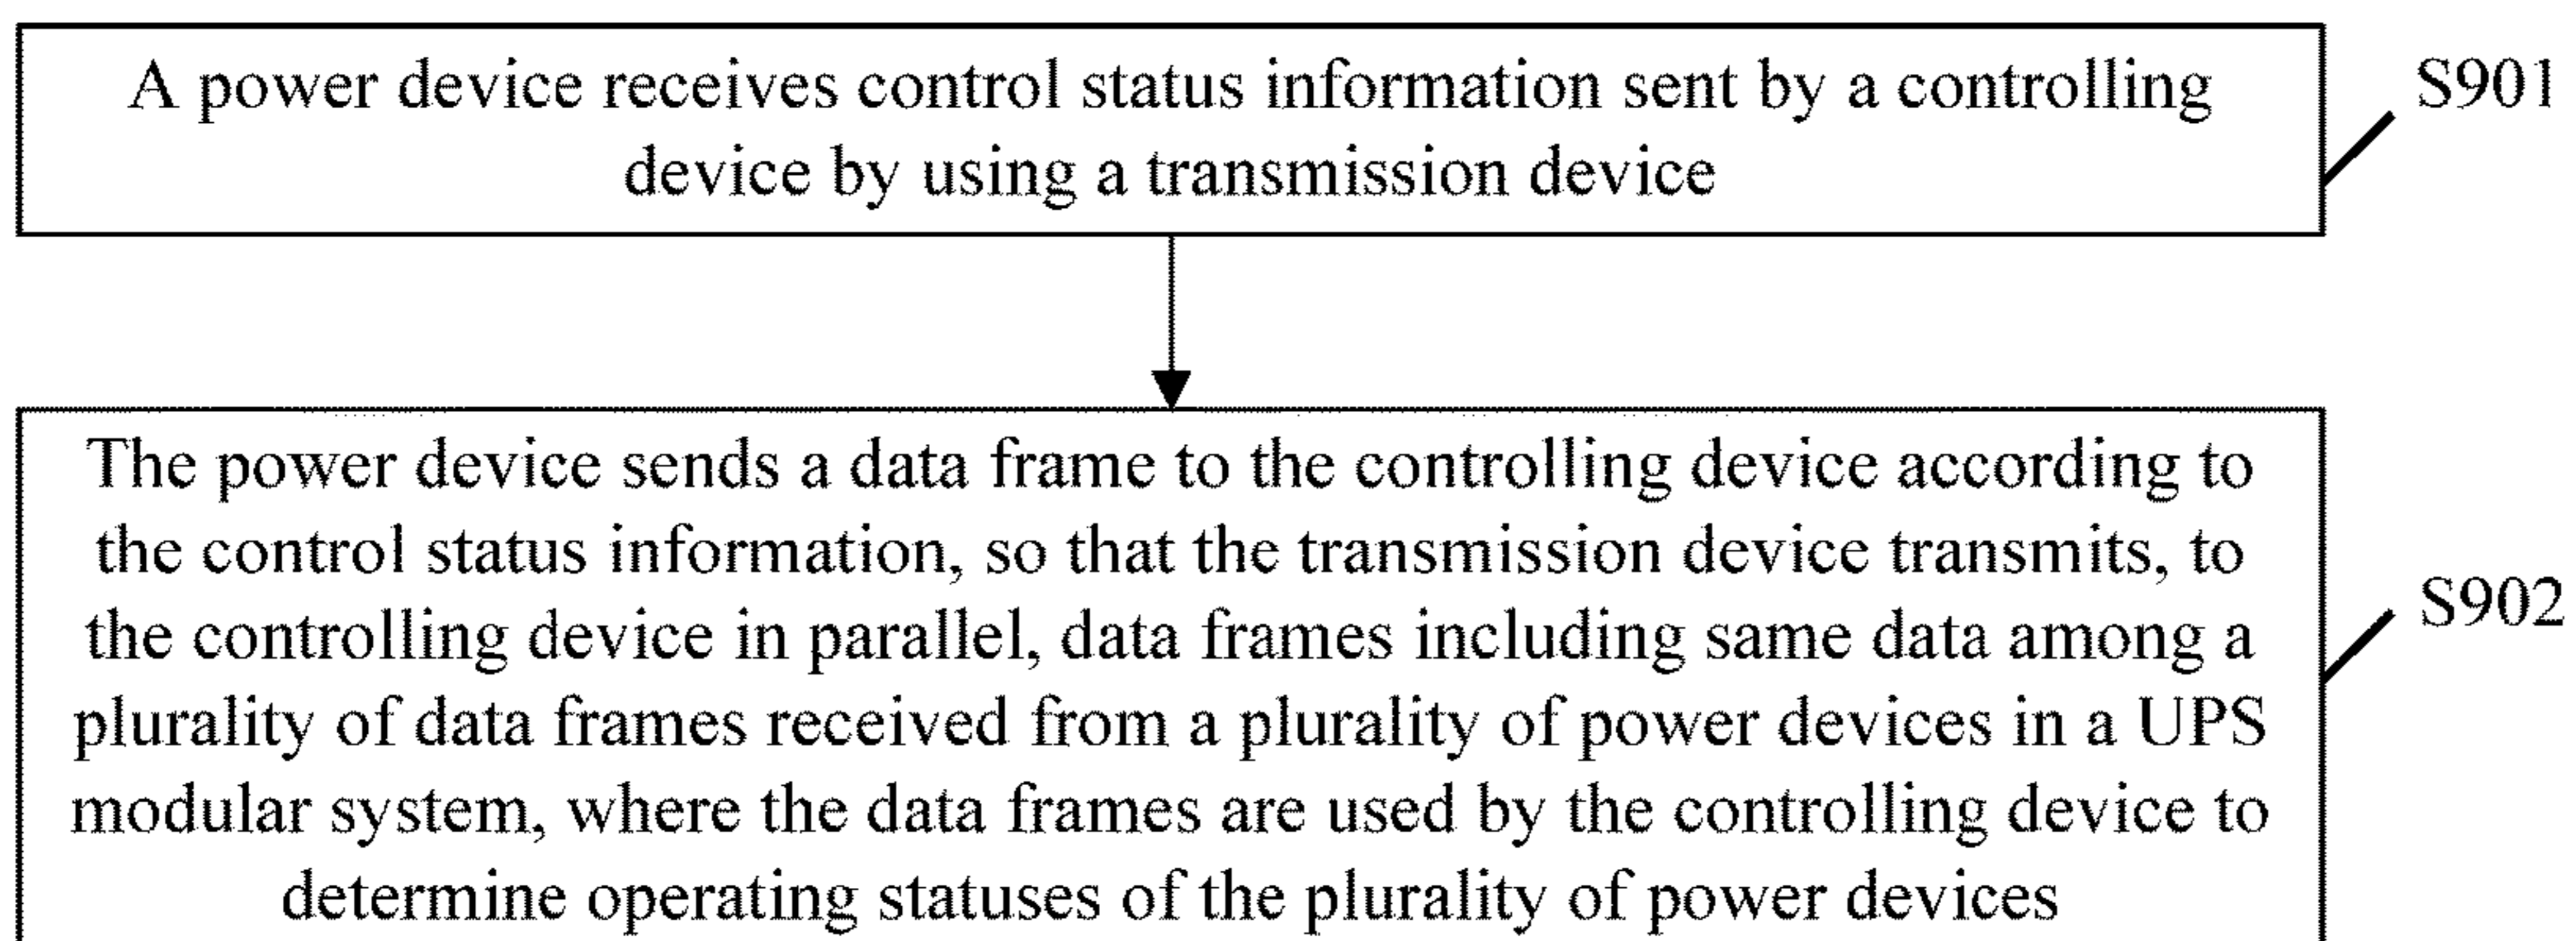 A power device receives control status information sent by a controlling
device by using a transmission device
S901
The power device sends a data frame to the controlling device according to
the control status information, so that the transmission device transmits, to
the controlling device in parallel, data frames including same data among a
plurality of data frames received from a plurality of power devices in a UPS
modular system, where the data frames are used by the controlling device to
determine operating statuses of the plurality of power devices
S902